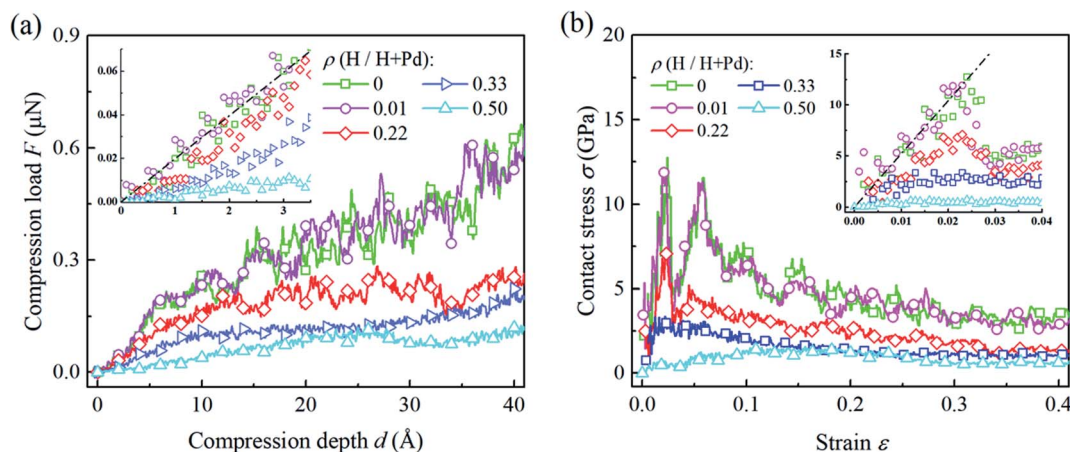 (a)
0.9
0.6
0.3
0.0
Compression load F (μN)
0.06
0.04
0.02
0.00
0 1 2 3
ρ (H / H+Pd):
0 0.33
0.01 0.50
0.22
0 10 20 30 40
Compression depth d (Å)
(b)
20
15
10
5
0
Contact stress σ (GPa)
ρ (H / H+Pd):
0 0.33
0.01 0.50
0.22
15
10
5
0
0.00 0.01 0.02 0.03 0.04
0.0 0.1 0.2 0.3 0.4
Strain ε